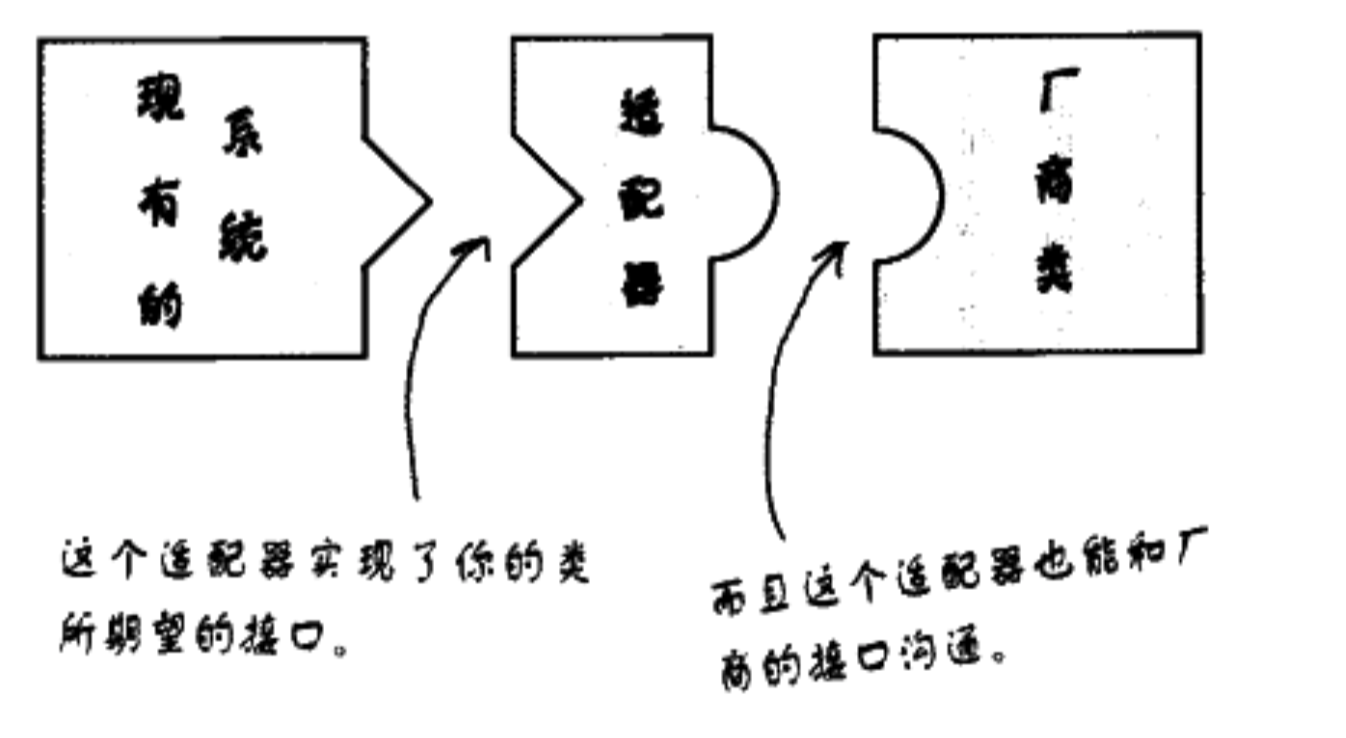 现有的
系统
适配器
厂商类
这个适配器实现了你的类
所期望的接口。
而且这个适配器也能和厂
商的接口沟通。